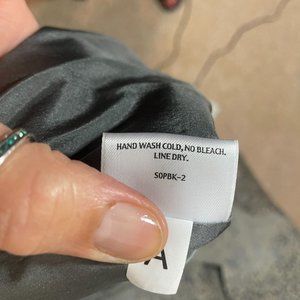 HAND WASH COLD, NO BLEACH.
LINE DRY.
S0PBK-2
A